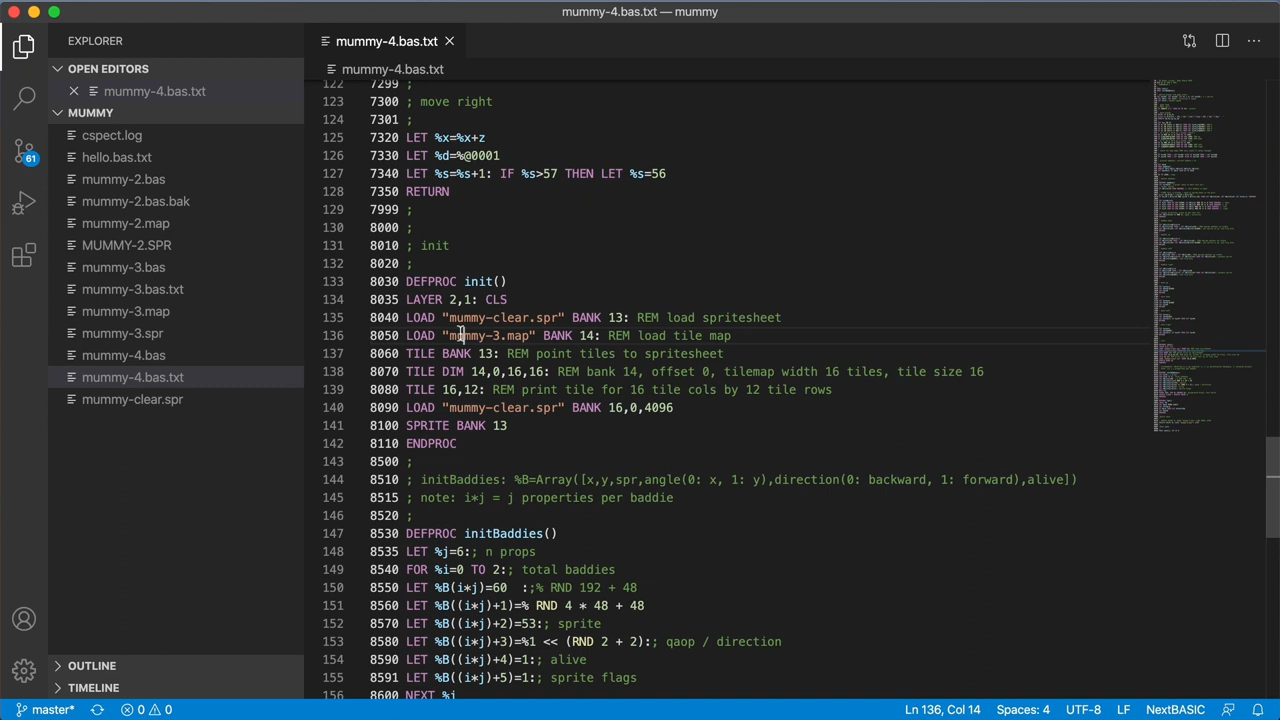 mummy-4.bas.txt — mummy
EXPLORER
mummy-4.bas.txt
OPEN EDITORS
mummy-4.bas.txt
mummy-4.bas.txt
MUMMY
cspect.log
hello.bas.txt
mummy-2.bas
mummy-2.bas.bak
mummy-2.map
MUMMY-2.SPR
mummy-3.bas
mummy-3.bas.txt
mummy-3.map
mummy-3.spr
mummy-4.bas
mummy-4.bas.txt
mummy-clear.spr
61
122 7299 ;
123 7300 ; move right
124 7301 ;
125 7320 LET %x=%x+z
126 7330 LET %d=%@0001
127 7340 LET %s=%s+1: IF %s>57 THEN LET %s=56
128 7350 RETURN
129 7999 ;
130 8000 ;
131 8010 ; init
132 8020 ;
133 8030 DEFPROC init()
134 8035 LAYER 2,1: CLS
135 8040 LOAD "mummy-clear.spr" BANK 13: REM load spritesheet
136 8050 LOAD "mummy-3.map" BANK 14: REM load tile map
137 8060 TILE BANK 13: REM point tiles to spritesheet
138 8070 TILE DIM 14,0,16,16: REM bank 14, offset 0, tilemap width 16 tiles, tile size 16
139 8080 TILE 16,12: REM print tile for 16 tile cols by 12 tile rows
140 8090 LOAD "mummy-clear.spr" BANK 16,0,4096
141 8100 SPRITE BANK 13
142 8110 ENDPROC
143 8500 ;
144 8510 ; initBaddies: %B=Array([x,y,spr,angle(0: x, 1: y),direction(0: backward, 1: forward),alive])
145 8515 ; note: i*j = j properties per baddie
146 8520 ;
147 8530 DEFPROC initBaddies()
148 8535 LET %j=6:; n props
149 8540 FOR %i=0 TO 2:; total baddies
150 8550 LET %B(i*j)=60  :;% RND 192 + 48
151 8560 LET %B((i*j)+1)=% RND 4 * 48 + 48
152 8570 LET %B((i*j)+2)=53:; sprite
153 8580 LET %B((i*j)+3)=%1 << (RND 2 + 2):; qaop / direction
154 8590 LET %B((i*j)+4)=1:; alive
155 8591 LET %B((i*j)+5)=1:; sprite flags
156 8600 NEXT %i
OUTLINE
TIMELINE
master* 0 0 Ln 136, Col 14 Spaces: 4 UTF-8 LF NextBASIC